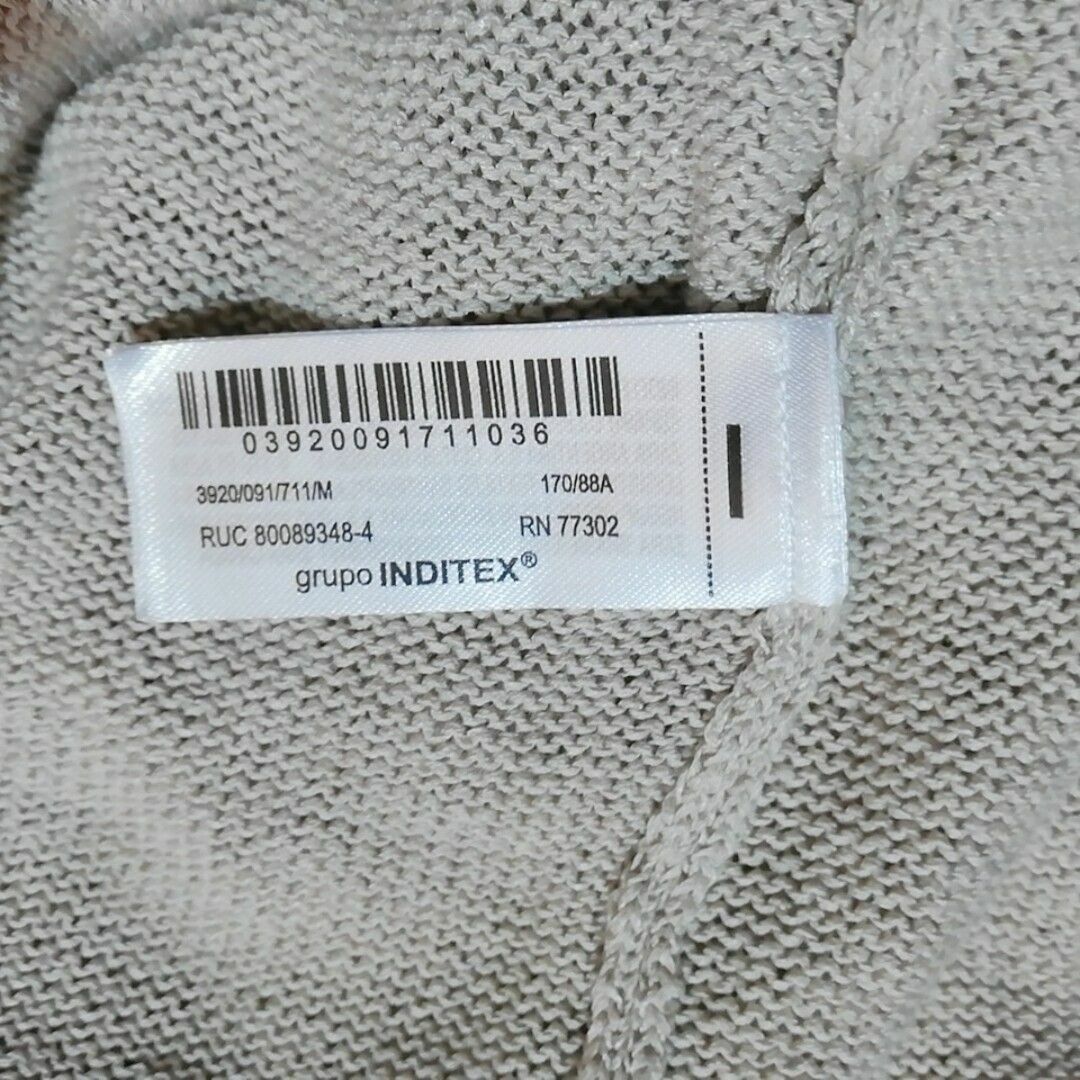 03920091711036
3920/091/711/M 170/88A
RUC 80089348-4 RN 77302
grupo INDITEX®